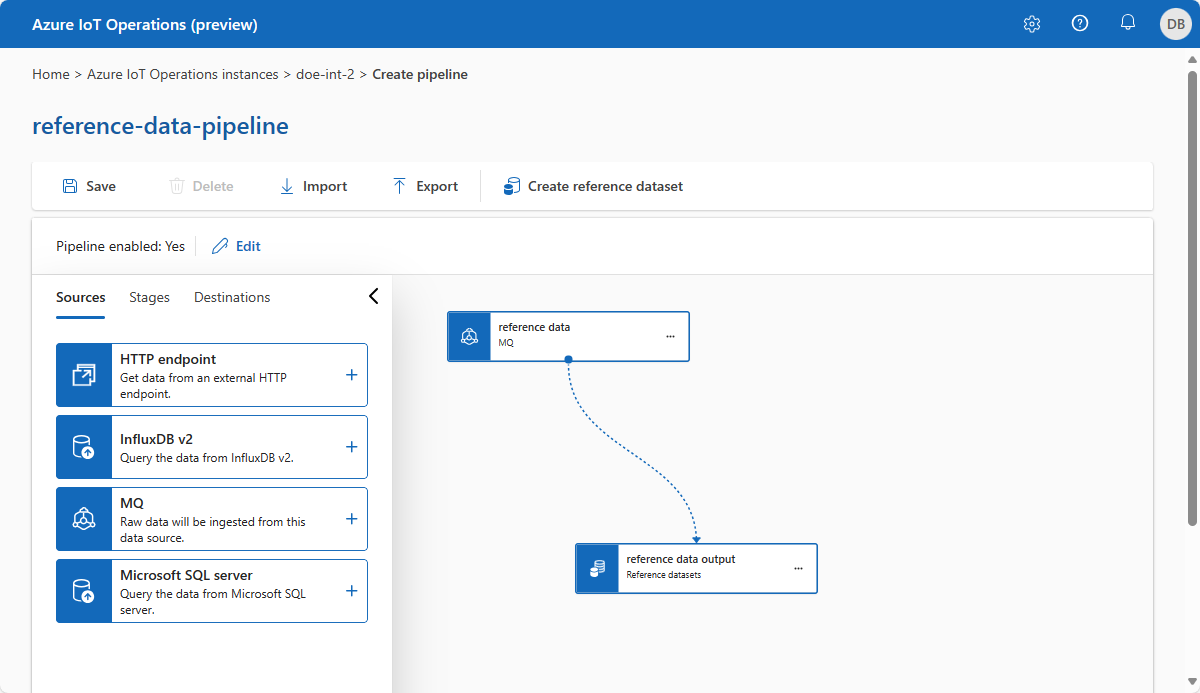 Azure IoT Operations (preview)
DB
Home > Azure IoT Operations instances > doe-int-2 > Create pipeline
reference-data-pipeline
Save Delete Import Export Create reference dataset
Pipeline enabled: Yes Edit
Sources Stages Destinations
HTTP endpoint
Get data from an external HTTP
endpoint.
InfluxDB v2
Query the data from InfluxDB v2.
MQ
Raw data will be ingested from this
data source.
Microsoft SQL server
Query the data from Microsoft SQL
server.
reference data
MQ
reference data output
Reference datasets